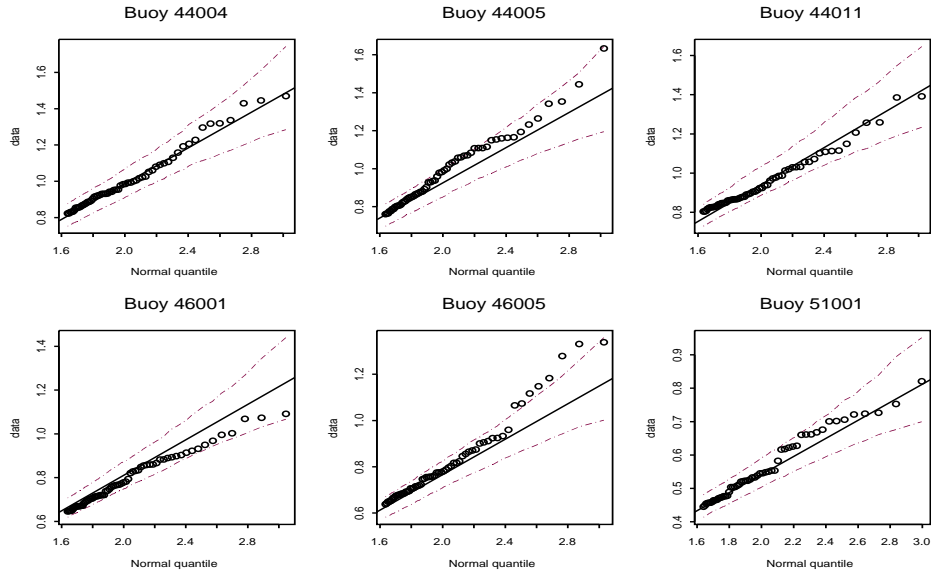 Buoy 44004
Buoy 44005
Buoy 44011
data
0.8 1.0 1.2 1.4 1.6
1.6 2.0 2.4 2.8
Normal quantile
data
0.8 1.0 1.2 1.4 1.6
1.6 2.0 2.4 2.8
Normal quantile
data
0.8 1.0 1.2 1.4 1.6
1.6 2.0 2.4 2.8
Normal quantile
Buoy 46001
Buoy 46005
Buoy 51001
data
0.6 0.8 1.0 1.2 1.4
1.6 2.0 2.4 2.8
Normal quantile
data
0.6 0.8 1.0 1.2 1.4
1.6 2.0 2.4 2.8
Normal quantile
data
0.4 0.5 0.6 0.7 0.8 0.9
1.6 1.8 2.0 2.2 2.4 2.6 2.8 3.0
Normal quantile